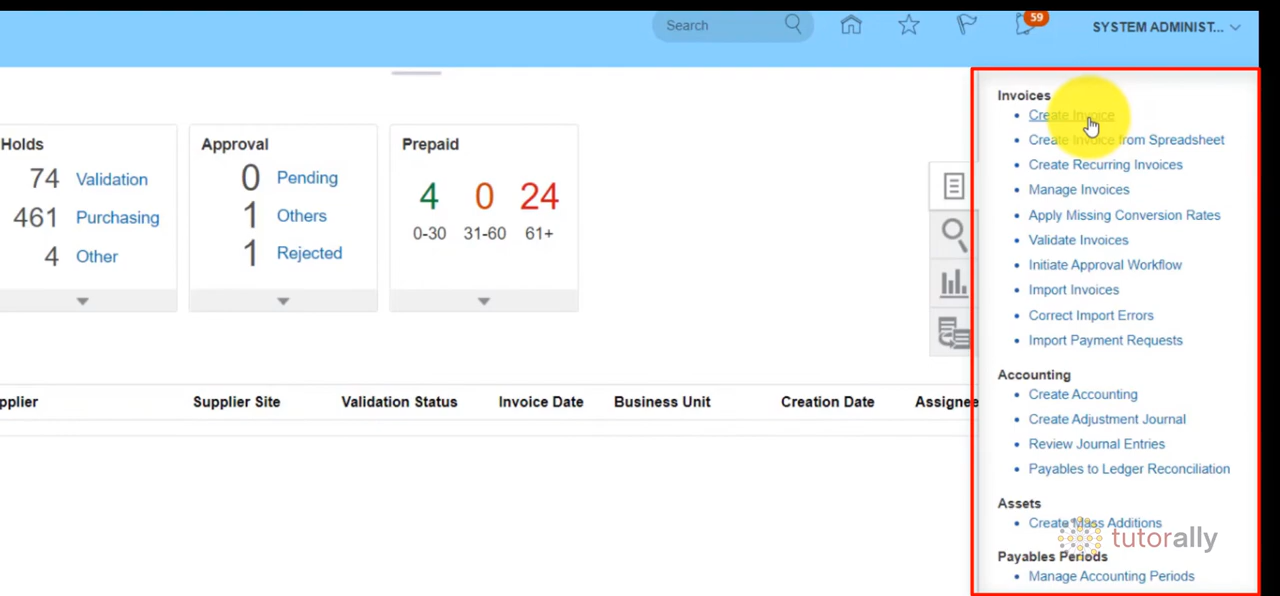 Search
59
SYSTEM ADMINIST...
Holds
74 Validation
461 Purchasing
4 Other
Approval
0 Pending
1 Others
1 Rejected
Prepaid
4 0 24
0-30 31-60 61+
pplier Supplier Site Validation Status Invoice Date Business Unit Creation Date Assignee
Invoices
Create Invoice
Create Invoice from Spreadsheet
Create Recurring Invoices
Manage Invoices
Apply Missing Conversion Rates
Validate Invoices
Initiate Approval Workflow
Import Invoices
Correct Import Errors
Import Payment Requests
Accounting
Create Accounting
Create Adjustment Journal
Review Journal Entries
Payables to Ledger Reconciliation
Assets
Create Mass Additions
tutorally
Payables Periods
Manage Accounting Periods